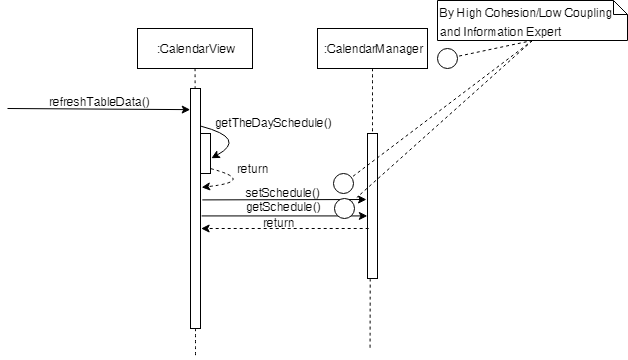 By High Cohesion/Low Coupling
and Information Expert
:CalendarView
:CalendarManager
refreshTableData()
getTheDaySchedule()
return
setSchedule()
getSchedule()
return